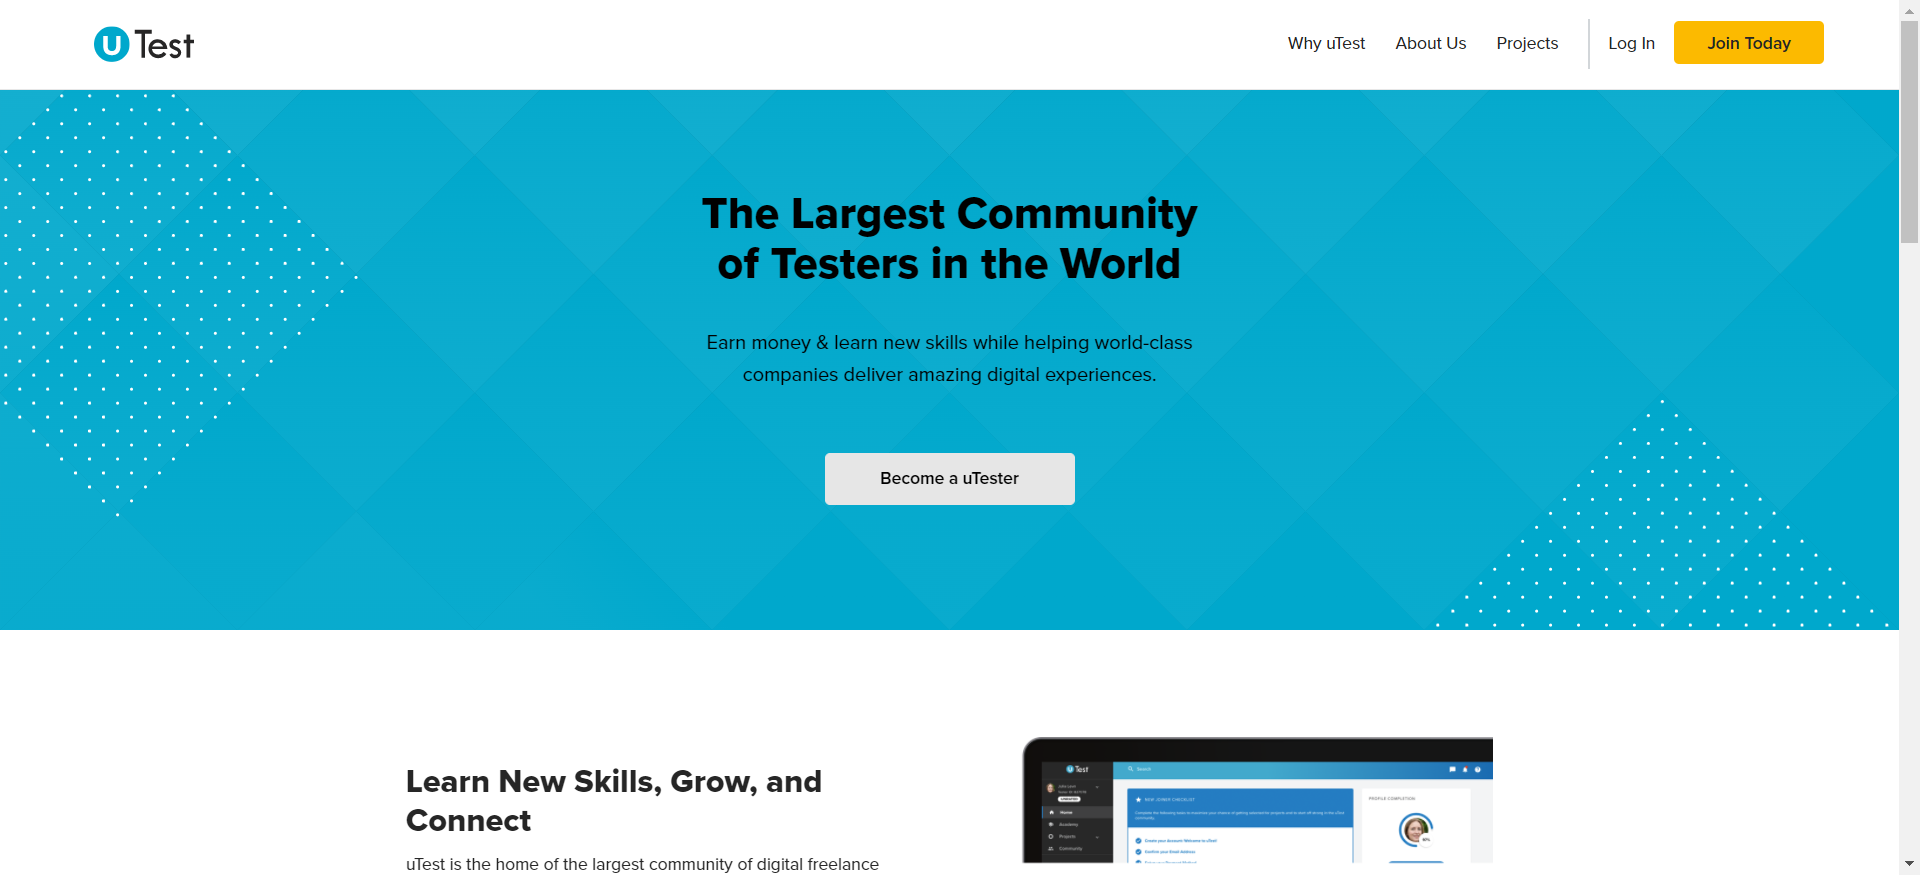 uTest
Why uTest
About Us
Projects
Log In
Join Today
The Largest Community
of Testers in the World
Earn money & learn new skills while helping world-class
companies deliver amazing digital experiences.
Become a uTester
Learn New Skills, Grow, and
Connect
uTest is the home of the largest community of digital freelance
uTest
Search
Home
Academy
Projects
Community
NEW JOINER CHECKLIST
Create your Account Welcome to uTest!
Confirm your Email Address
PROFILE COMPLETION